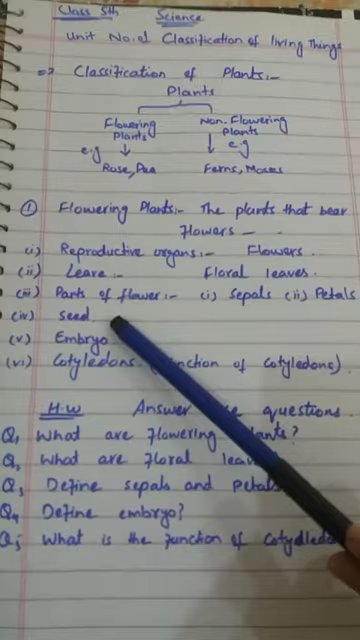 Class 5th Science
Unit No.01 Classification of living Things
=> Classification of Plants:-
Plants
Flowering Plants Non-Flowering Plants
e.g e.g
Rose, Pea Ferns, Moses
① Flowering Plants:- The plants that bear
flowers -
(i) Reproductive organs:- Flowers.
(ii) Leave:- Floral leaves.
(iii) Parts of flower:- (i) Sepals (ii) Petals
(iv) Seed
(v) Embryo
(vi) Cotyledons. (function of Cotyledons).
H.W Answer questions.
Q1 What are flowering plants?
Q2 What are floral
Q3 Define sepals and petals
Q4 Define embryo?
Q5 What is the function of